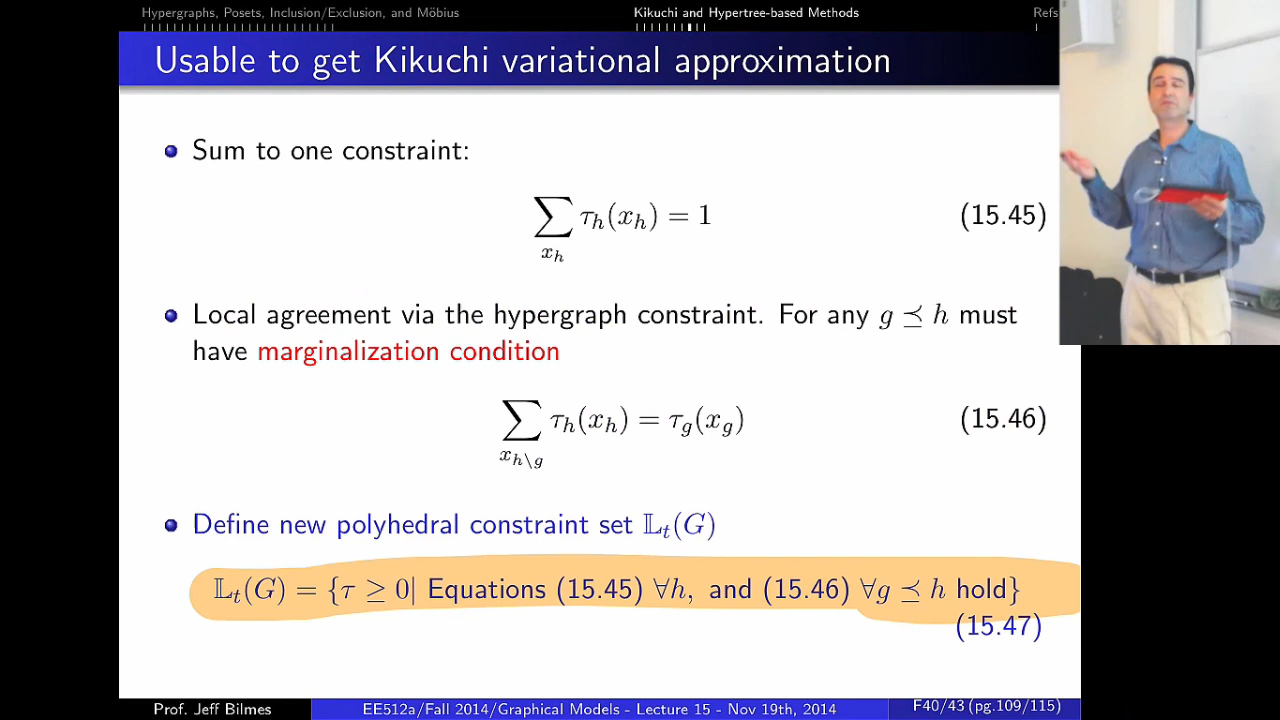 Hypergraphs, Posets, Inclusion/Exclusion, and Möbius Kikuchi and Hypertree-based Methods Refs
Usable to get Kikuchi variational approximation
Sum to one constraint:
∑_{x_h} τ_h(x_h) = 1 (15.45)
Local agreement via the hypergraph constraint. For any g ⪯ h must
have marginalization condition
∑_{x_{h\g}} τ_h(x_h) = τ_g(x_g) (15.46)
Define new polyhedral constraint set 𝕃_t(G)
𝕃_t(G) = {τ ≥ 0| Equations (15.45) ∀h, and (15.46) ∀g ⪯ h hold}
(15.47)
Prof. Jeff Bilmes EE512a/Fall 2014/Graphical Models - Lecture 15 - Nov 19th, 2014 F40/43 (pg.109/115)